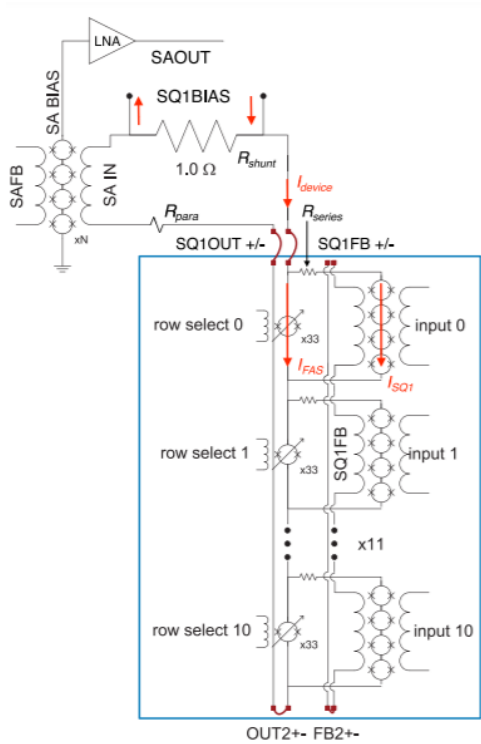 LNA
SAOUT
SA BIAS
SQ1BIAS
SAFB
SA IN
1.0 Ω
R_shunt
I_device
xN
R_para
R_series
SQ1OUT +/-
SQ1FB +/-
row select 0
x33
input 0
I_FAS
I_SQ1
row select 1
x33
SQ1FB
input 1
x11
row select 10
x33
input 10
OUT2+- FB2+-